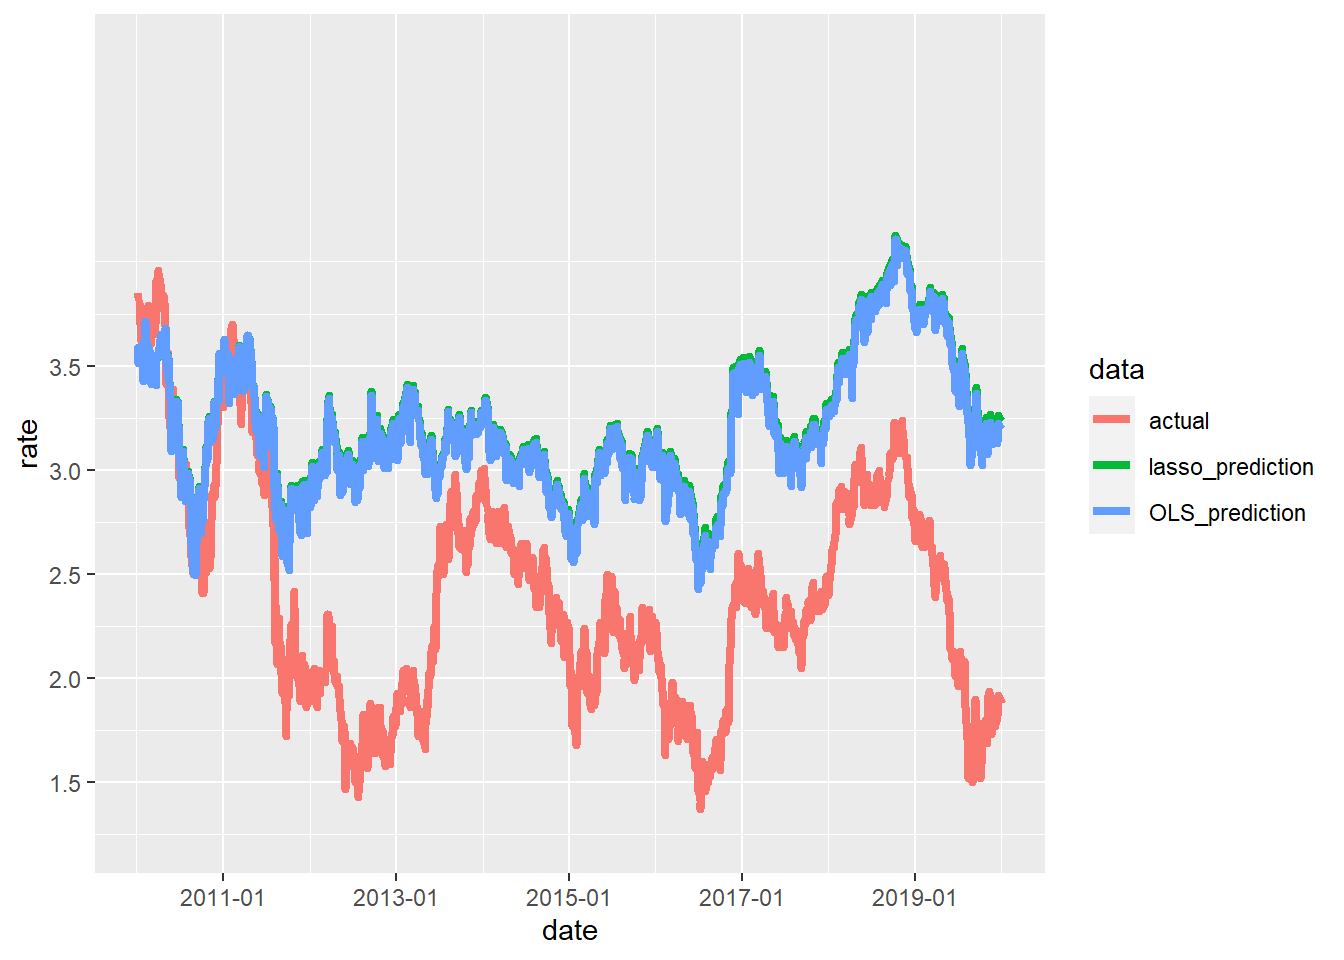 rate
3.5
3.0
2.5
2.0
1.5
2011-01 2013-01 2015-01 2017-01 2019-01
date
data
actual
lasso_prediction
OLS_prediction